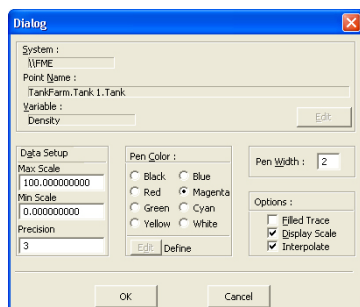 Dialog
System :
\\FME
Point Name :
TankFarm.Tank 1.Tank
Variable :
Density
Edit
Data Setup
Max Scale
100.000000000
Min Scale
0.000000000
Precision
3
Pen Color :
Black
Blue
Red
Magenta
Green
Cyan
Yellow
White
Edit
Define
Pen Width :
2
Options :
Filled Trace
Display Scale
Interpolate
OK
Cancel